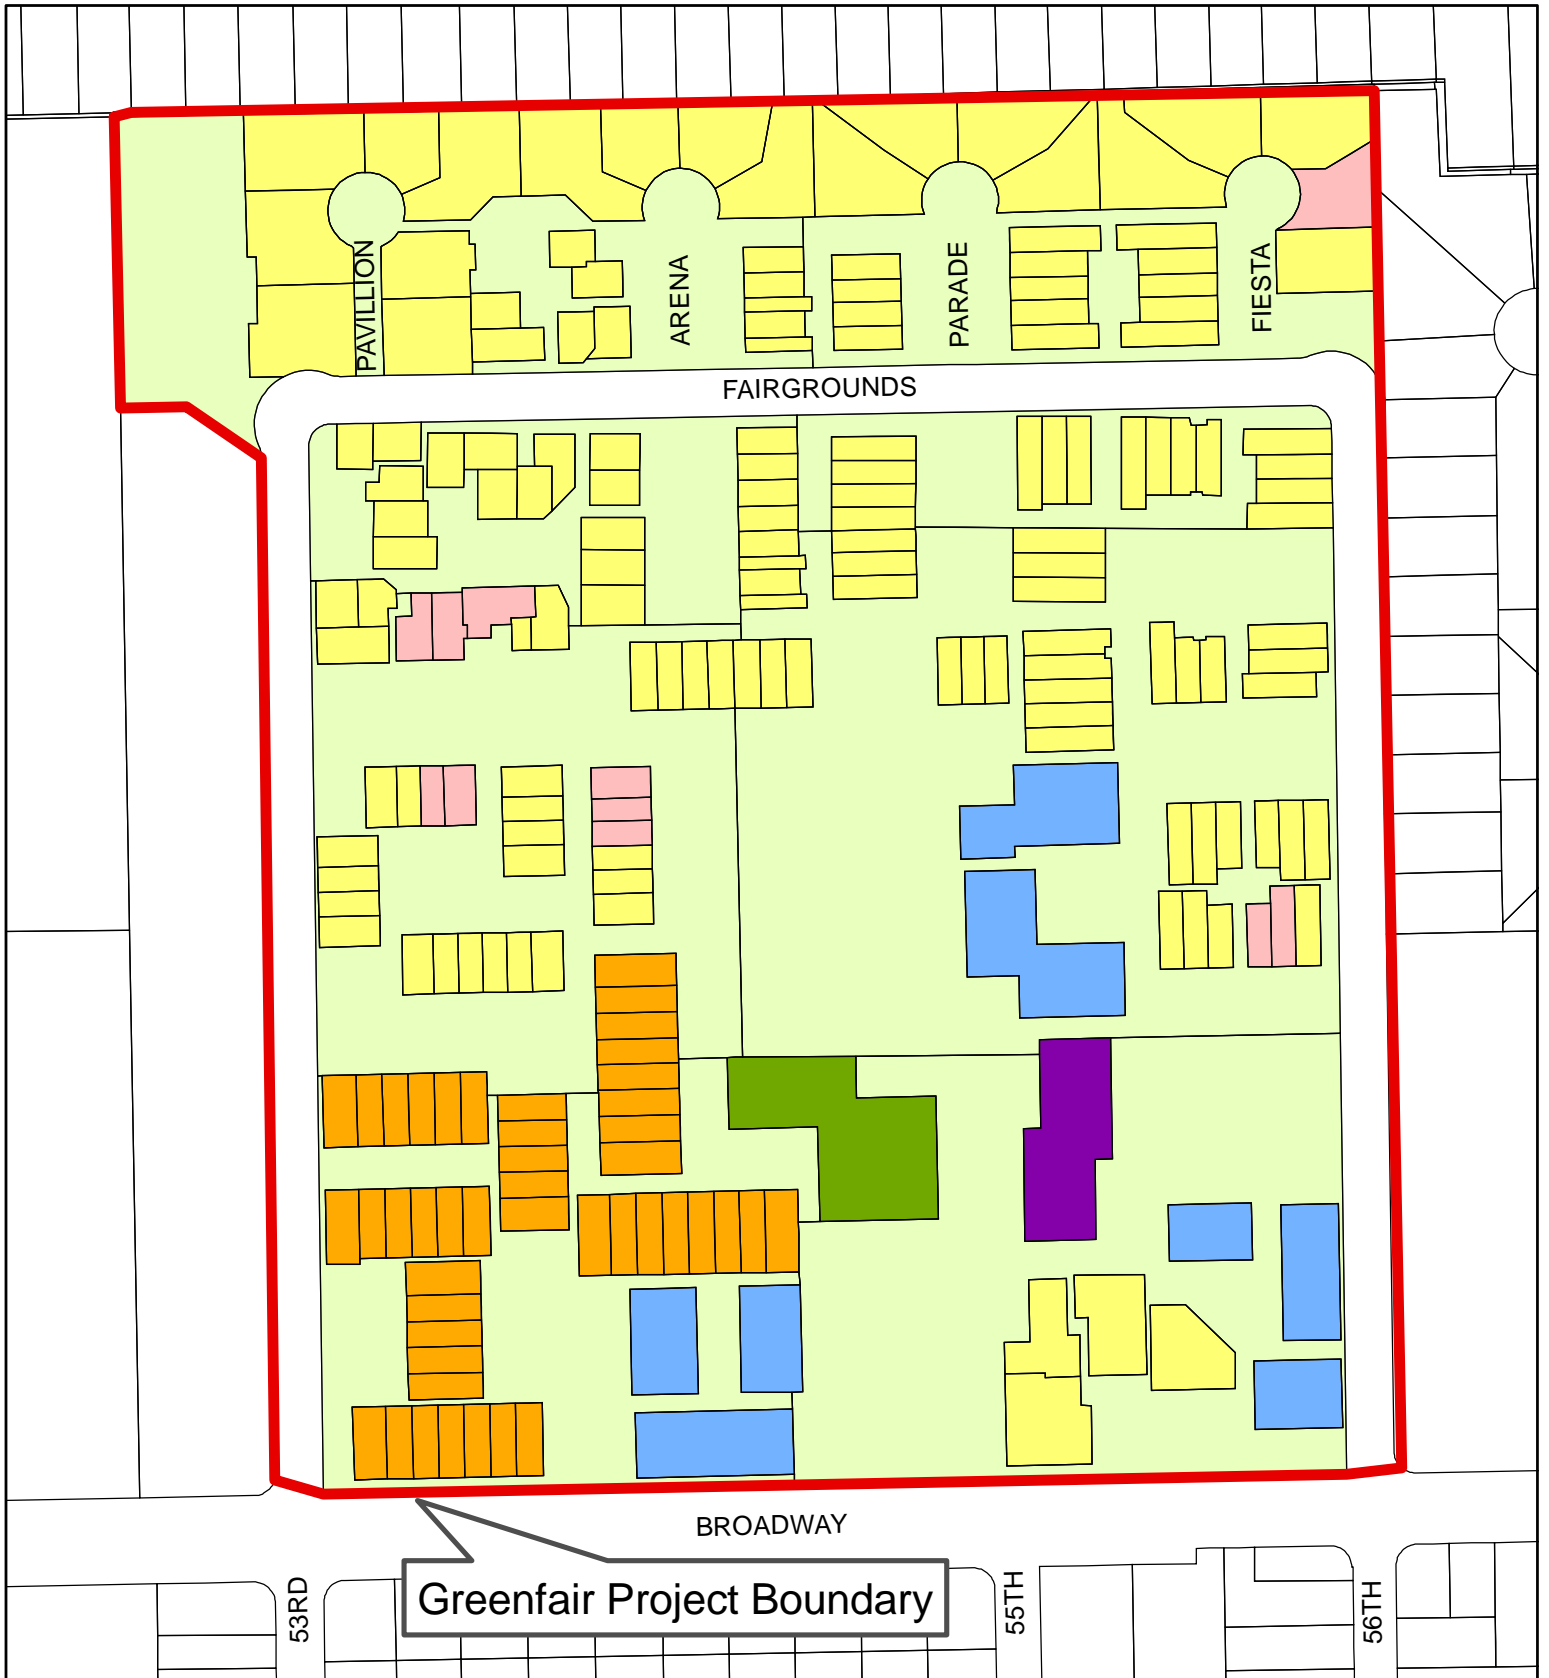 PAVILLION
ARENA
PARADE
FIESTA
FAIRGROUNDS
BROADWAY
Greenfair Project Boundary
53RD
55TH
56TH